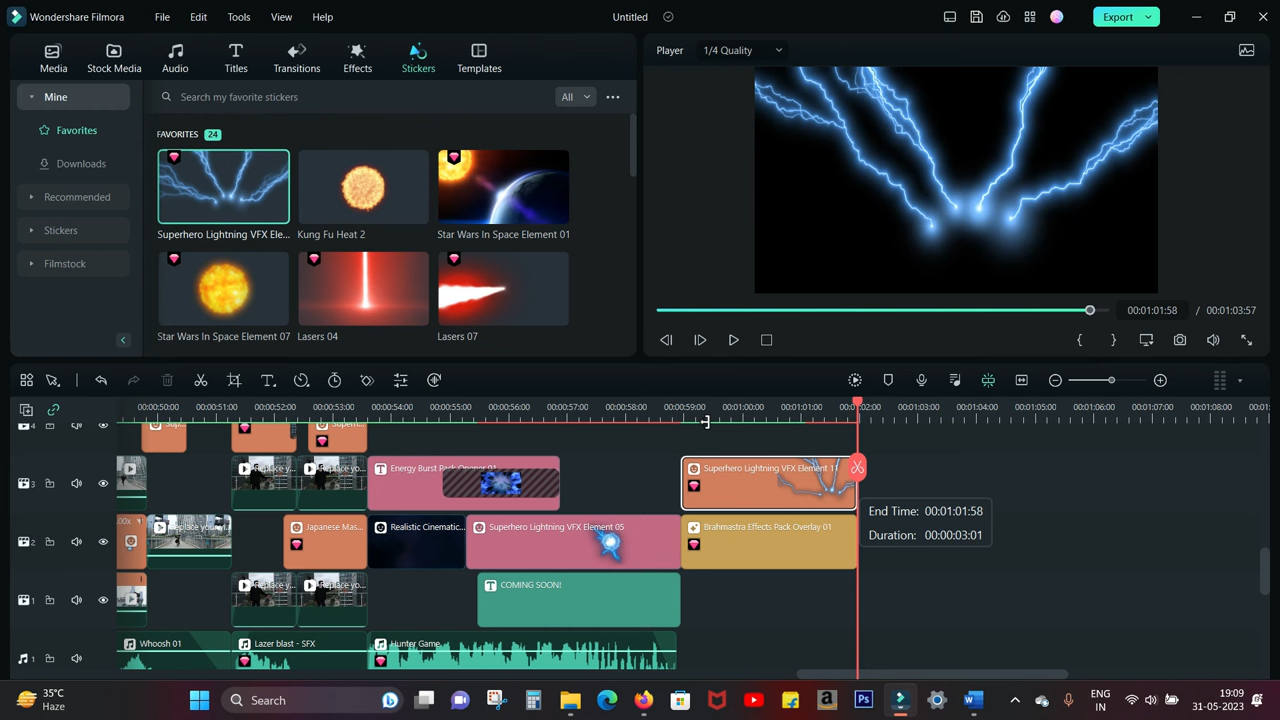 Wondershare Filmora
File
Edit
Tools
View
Help
Untitled
Export
Media
Stock Media
Audio
Titles
Transitions
Effects
Stickers
Templates
Player
1/4 Quality
Mine
Favorites
Downloads
Recommended
Stickers
Filmstock
Search my favorite stickers
All
FAVORITES 24
Superhero Lightning VFX Ele...
Kung Fu Heat 2
Star Wars In Space Element 01
Star Wars In Space Element 07
Lasers 04
Lasers 07
00:01:01:58 / 00:01:03:57
00:00:50:00
00:00:51:00
00:00:52:00
00:00:53:00
00:00:54:00
00:00:55:00
00:00:56:00
00:00:57:00
00:00:58:00
00:00:59:00
00:01:00:00
00:01:01:00
00:01:03:00
00:01:04:00
00:01:05:00
00:01:06:00
00:01:07:00
00:01:08:00
4
Energy Burst Pack Opener 01
Superhero Lightning VFX Element 1
3
End Time: 00:01:01:58
Duration: 00:00:03:01
2
Japanese Mas...
Realistic Cinematic...
Superhero Lightning VFX Element 05
Brahmastra Effects Pack Overlay 01
1
Replace y...
Replace you...
COMING SOON!
1
Whoosh 01
Lazer blast - SFX
Hunter Game
35°C
Haze
Search
Ps
ENG
IN
19:09
31-05-2023